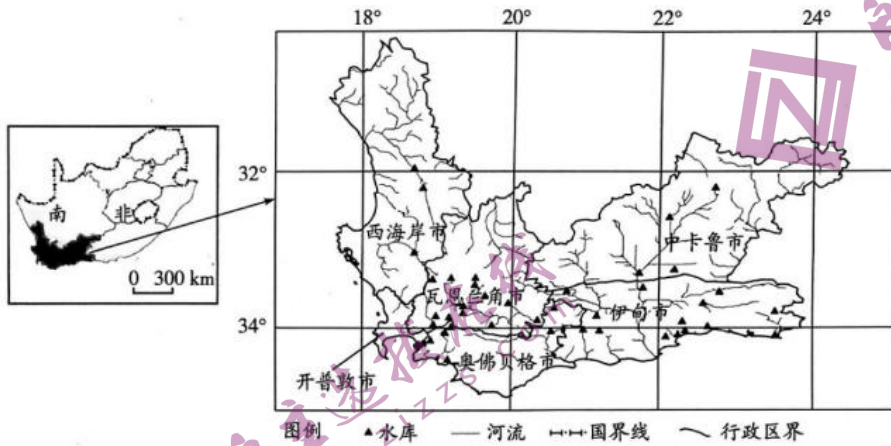 18° 20° 22° 24°
32°
34°
南 非
0 300 km
西海岸市
中卡鲁市
瓦恩兰角市
伊甸市
奥佛贝格市
开普敦市
图例 水库 河流 国界线 行政区界